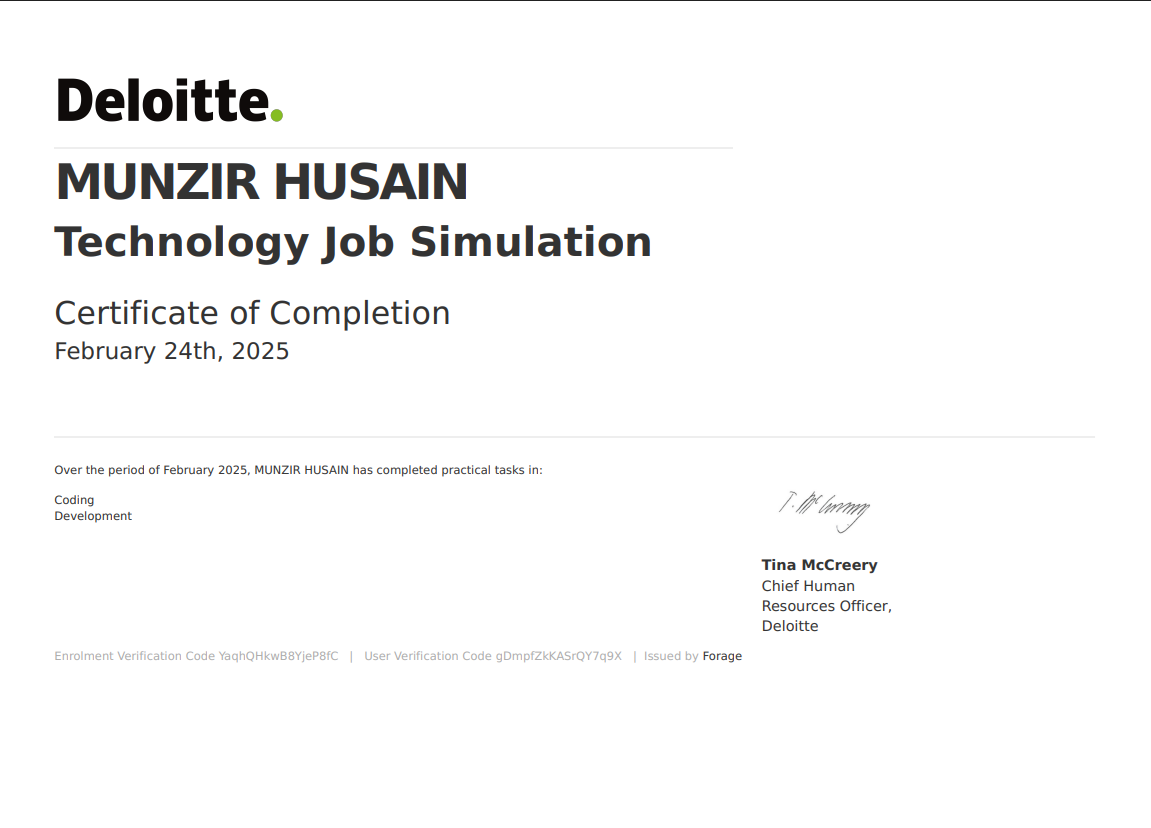 Deloitte.
MUNZIR HUSAIN
Technology Job Simulation
Certificate of Completion
February 24th, 2025
Over the period of February 2025, MUNZIR HUSAIN has completed practical tasks in:
Coding
Development
T. McCreery
Tina McCreery
Chief Human
Resources Officer,
Deloitte
Enrolment Verification Code YaqhQHkwB8YjeP8fC | User Verification Code gDmpfZkKASrQY7q9X | Issued by Forage